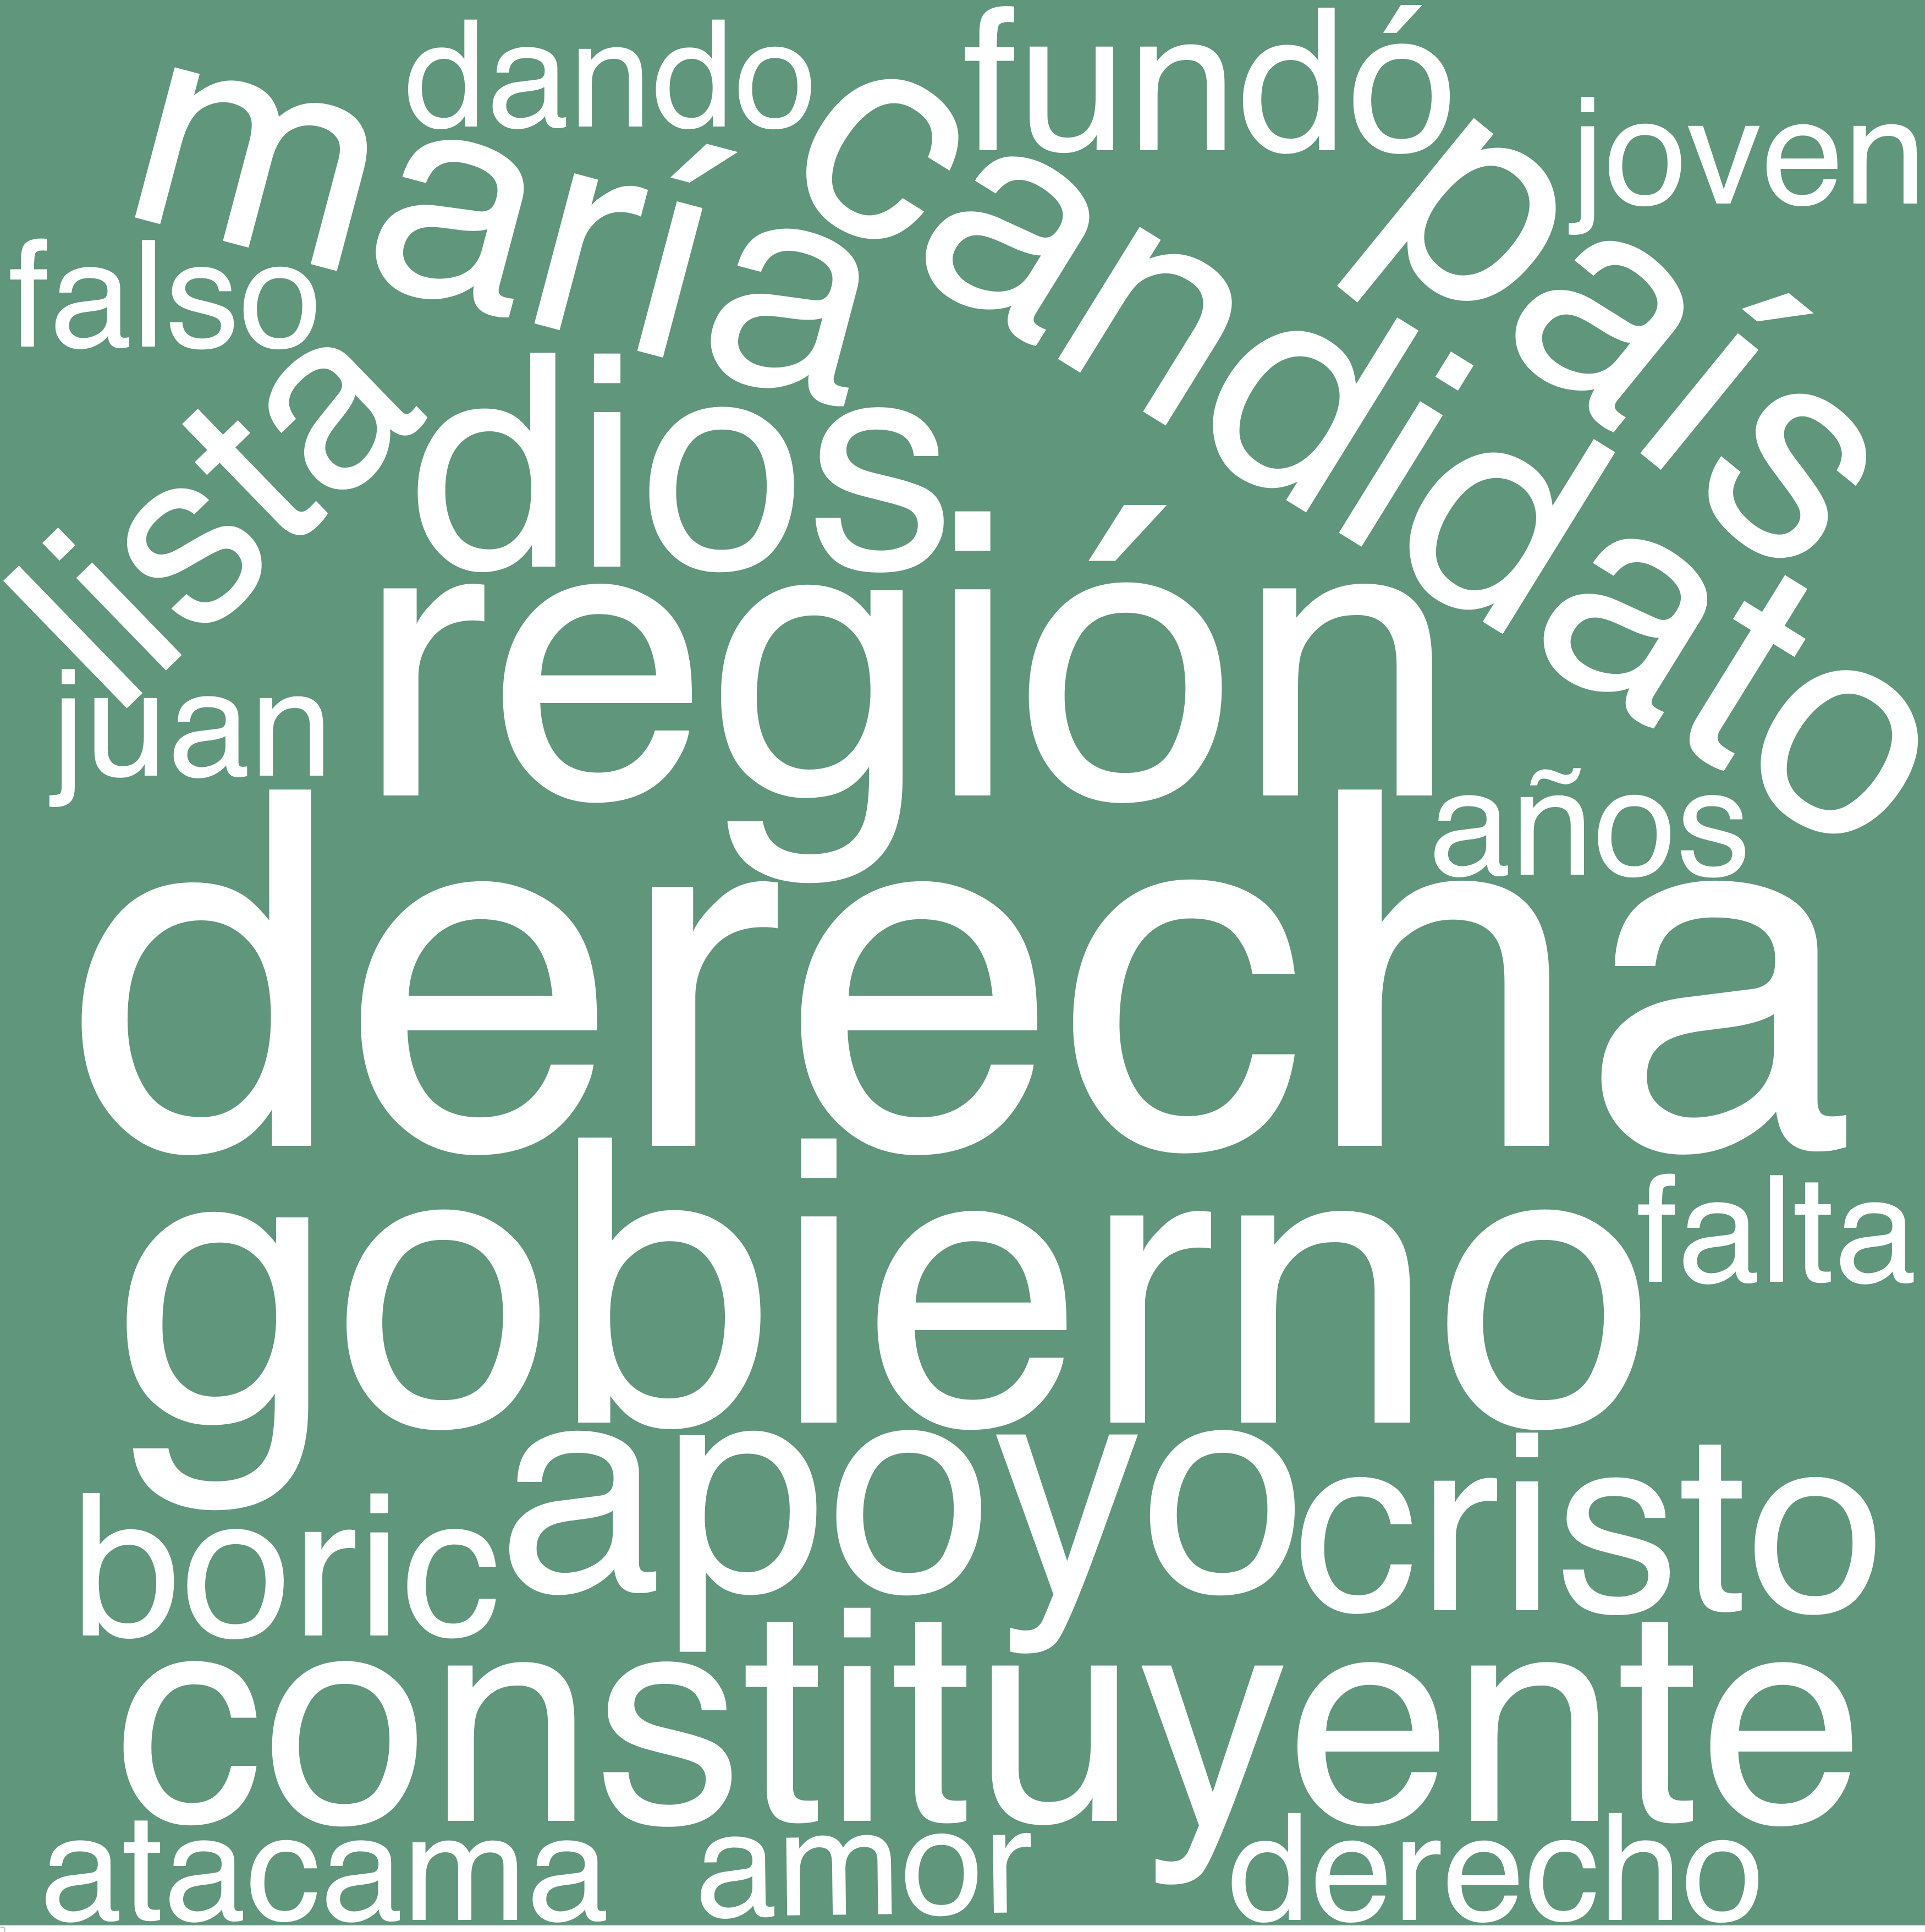 dando
fundó
maría
candidato
país
joven
falso
lista
dios.
región
juan
años
derecha
gobierno
falta
boric
apoyo
cristo
constituyente
atacama
amor
derecho